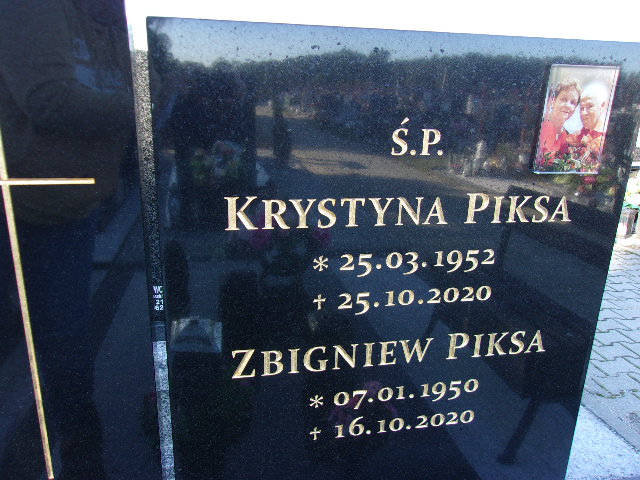 Ś.P.
KRYSTYNA PIKSA
* 25.03.1952
+ 25.10.2020
ZBIGNIEW PIKSA
* 07.01.1950
+ 16.10.2020